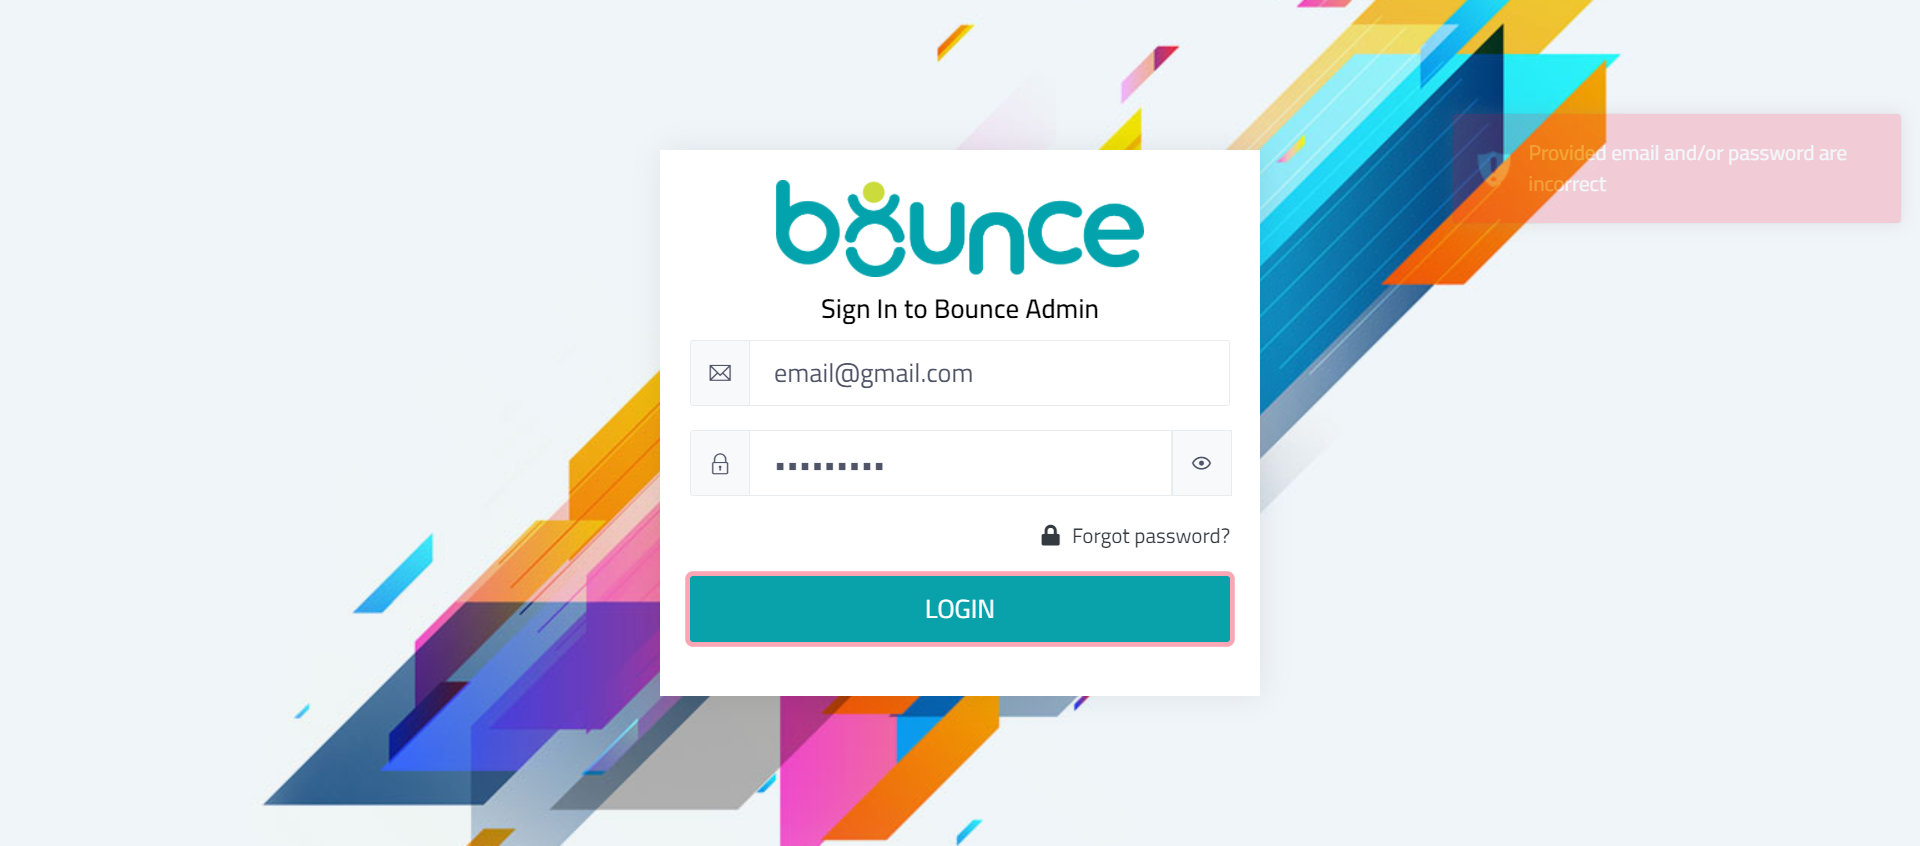 Provided email and/or password are
incorrect
bounce
Sign In to Bounce Admin
email@gmail.com
Forgot password?
LOGIN